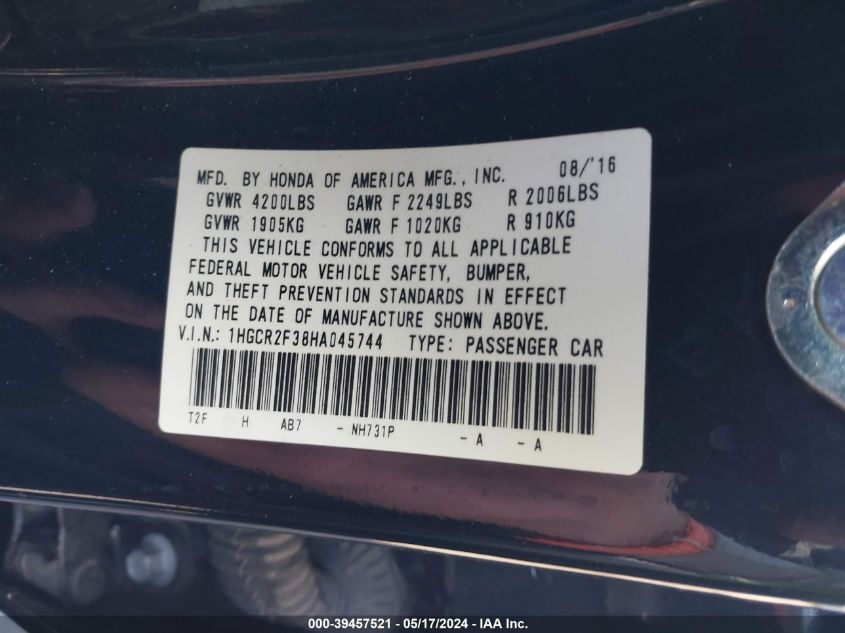 MFD. BY HONDA OF AMERICA MFG., INC. 08/'16
GVWR 4200LBS GAWR F 2249LBS R 2006LBS
GVWR 1905KG GAWR F 1020KG R 910KG
THIS VEHICLE CONFORMS TO ALL APPLICABLE
FEDERAL MOTOR VEHICLE SAFETY, BUMPER,
AND THEFT PREVENTION STANDARDS IN EFFECT
ON THE DATE OF MANUFACTURE SHOWN ABOVE.
V.I.N.: 1HGCR2F38HA045744 TYPE: PASSENGER CAR
T2F H AB7 - NH731P - A - A
000-39457521 - 05/17/2024 - IAA Inc.